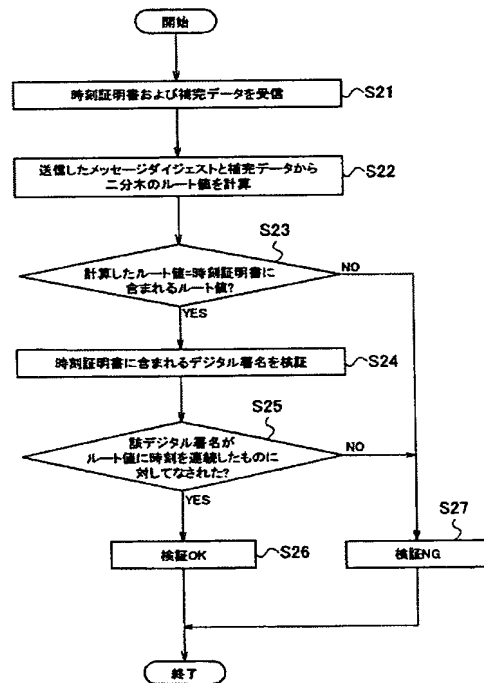 開始
時刻証明書および補完データを受信
S21
送信したメッセージダイジェストと補完データから
二分木のルート値を計算
S22
S23
計算したルート値=時刻証明書に
含まれるルート値?
NO
YES
時刻証明書に含まれるデジタル署名を検証
S24
S25
該デジタル署名が
ルート値に時刻を連続したものに
対してなされた?
NO
YES
検証OK
S26
S27
検証NG
終了